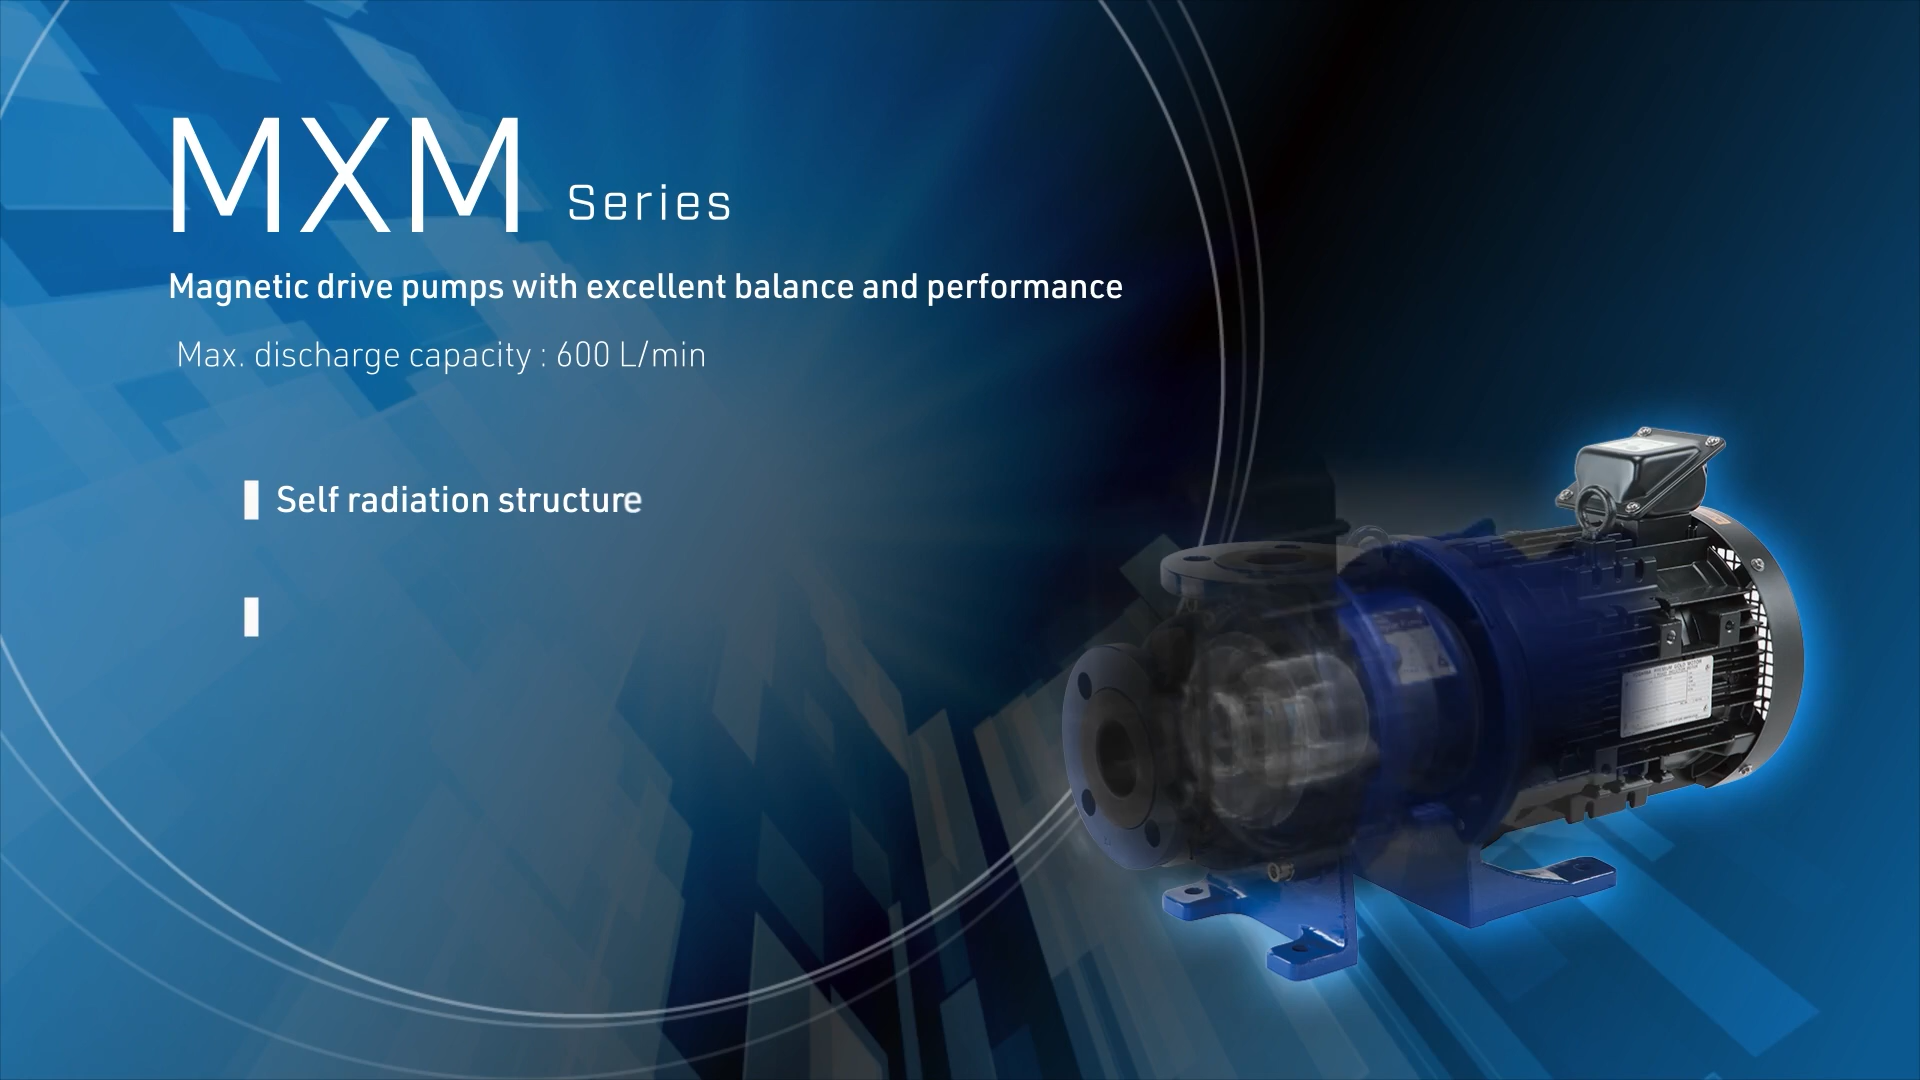 MXM Series
Magnetic drive pumps with excellent balance and performance
Max. discharge capacity : 600 L/min
Self radiation structure